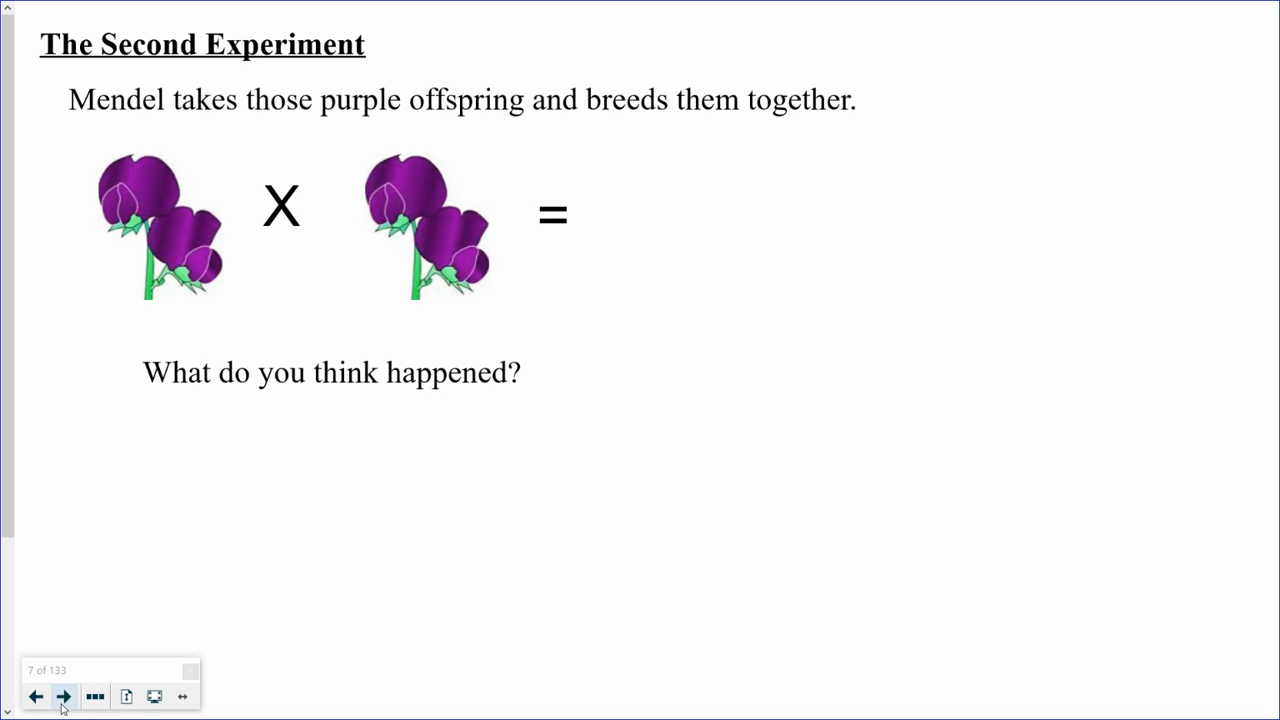 The Second Experiment
Mendel takes those purple offspring and breeds them together.
X
=
What do you think happened?
7 of 133